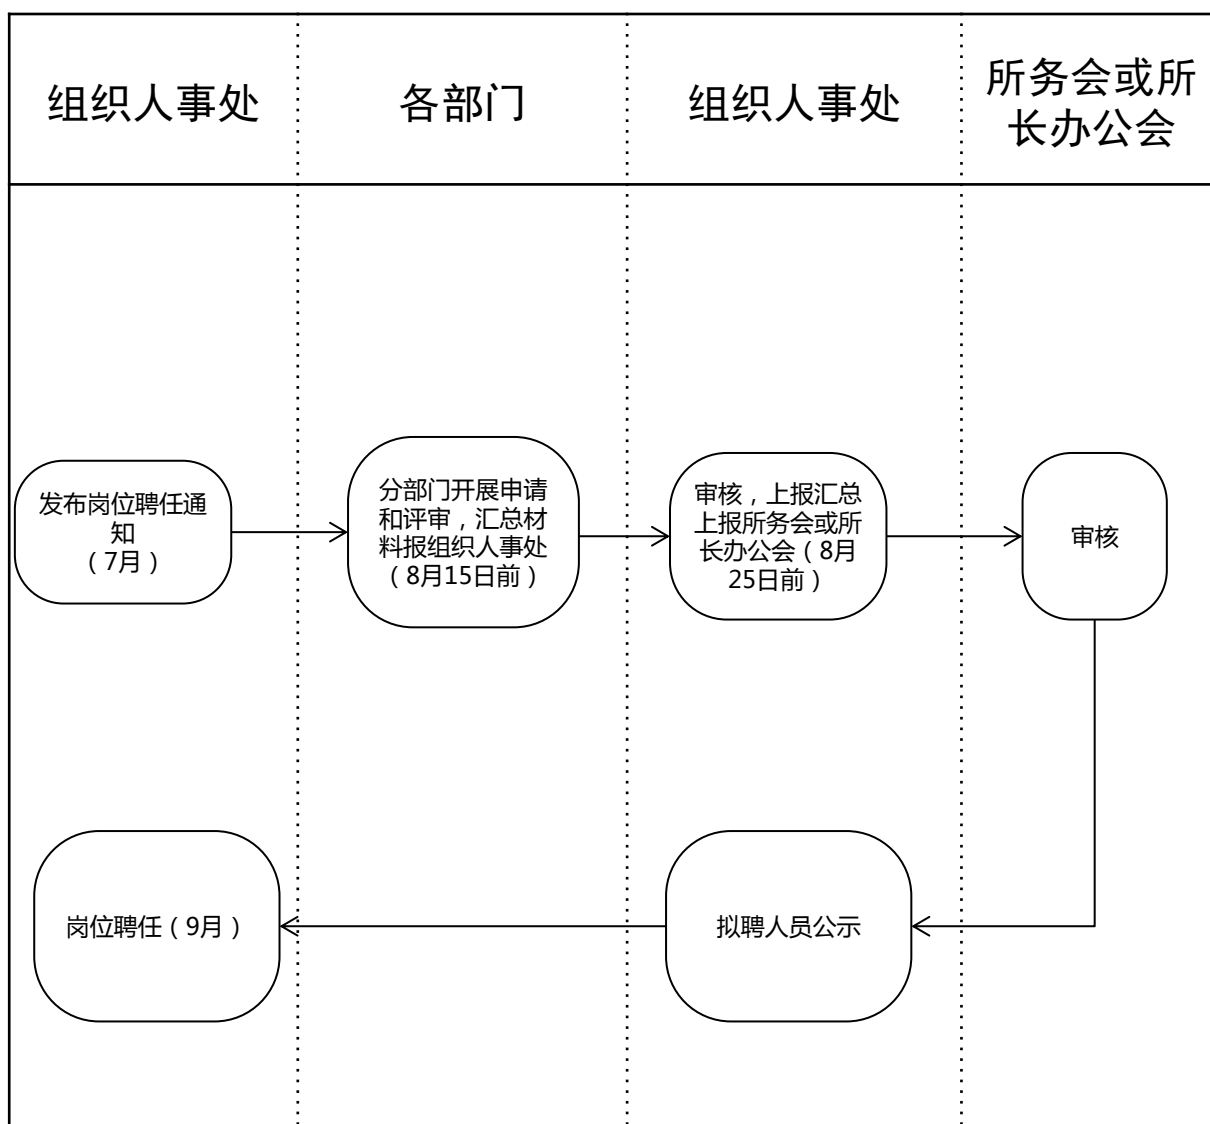 组织人事处
各部门
组织人事处
所务会或所
长办公会
发布岗位聘任通
知
（7月）
分部门开展申请
和评审，汇总材
料报组织人事处
（8月15日前）
审核，上报汇总
上报所务会或所
长办公会（8月
25日前）
审核
岗位聘任（9月）
拟聘人员公示